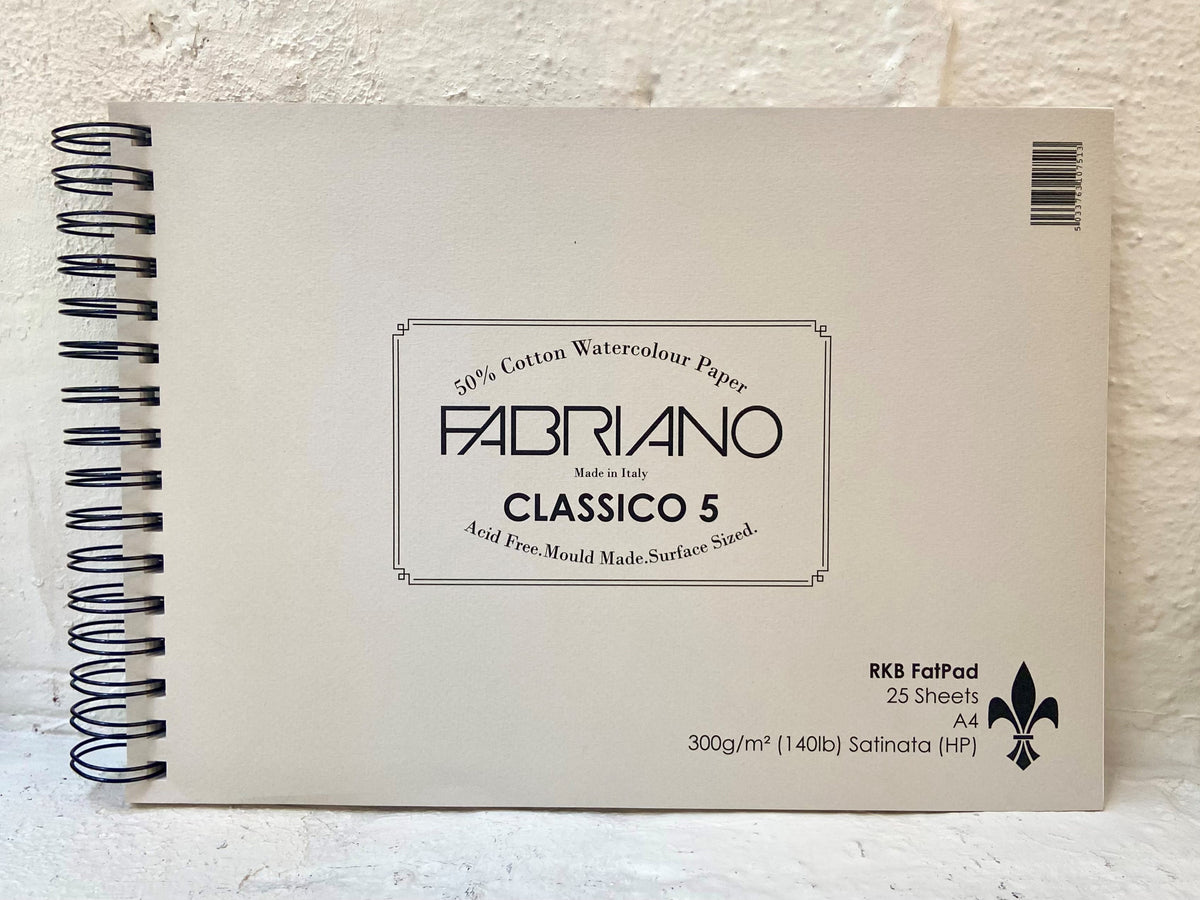 5033763107513
50% Cotton Watercolour Paper
FABRIANO
Made in Italy
CLASSICO 5
Acid Free.Mould Made.Surface Sized.
RKB FatPad
25 Sheets
A4
300g/m² (140lb) Satinata (HP)